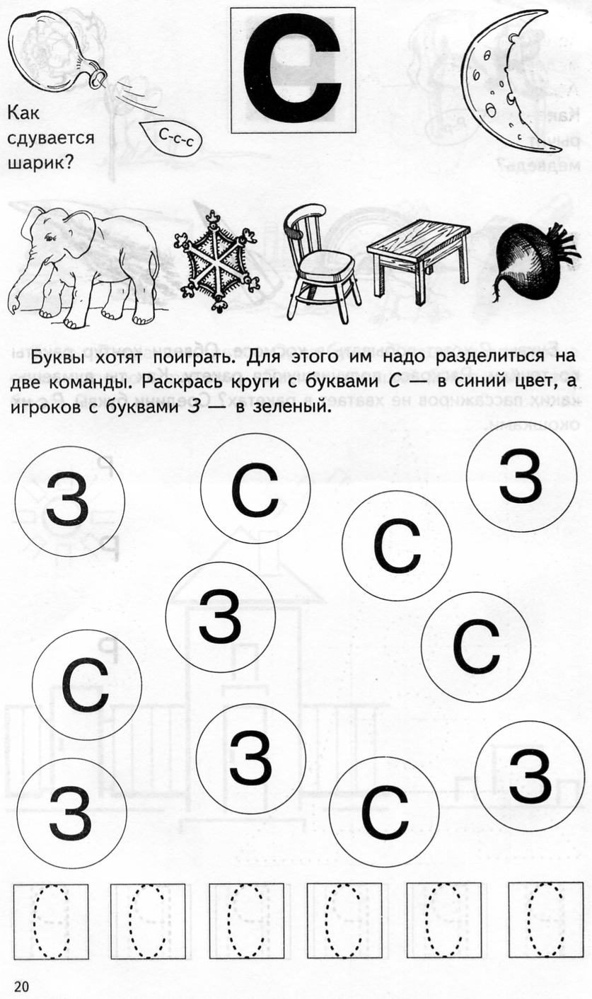 С
Как
сдувается
шарик?
С-с-с
Буквы хотят поиграть. Для этого им надо разделиться на
две команды. Раскрась круги с буквами С — в синий цвет, а
игроков с буквами З — в зеленый.
З
С
З
С
З
С
С
З
З
С
З
С С С С С С
20